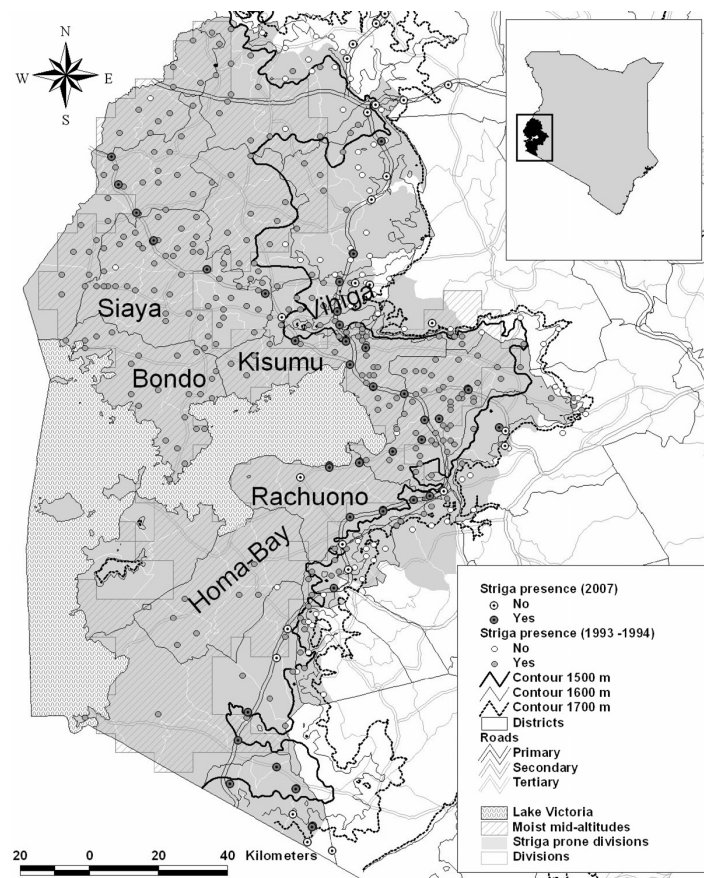 N
W E
S
Siaya
Vihiga
Kisumu
Bondo
Rachuono
Homa-Bay
Striga presence (2007)
No
Yes
Striga presence (1993 -1994)
No
Yes
Contour 1500 m
Contour 1600 m
Contour 1700 m
Districts
Roads
Primary
Secondary
Tertiary
Lake Victoria
Moist mid-altitudes
Striga prone divisions
Divisions
20 0 20 40 Kilometers